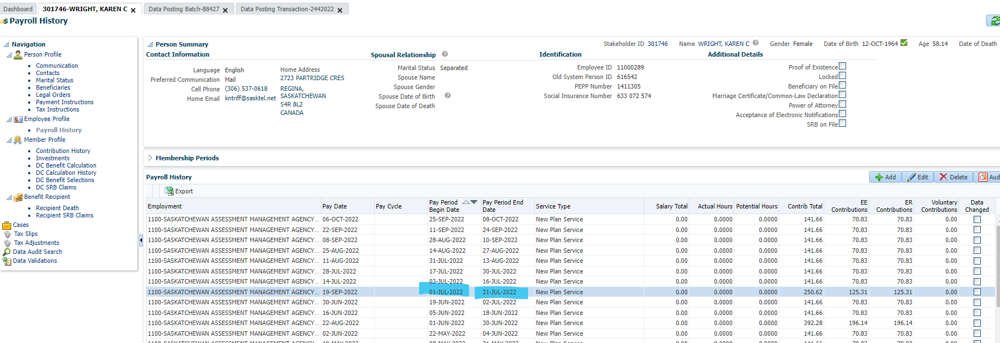 Dashboard 301746-WRIGHT, KAREN C Data Posting Batch-88427 Data Posting Transaction-2442022
Payroll History
Navigation
Person Profile
Communication
Contacts
Marital Status
Beneficiaries
Legal Orders
Payment Instructions
Tax Instructions
Employee Profile
Payroll History
Member Profile
Contribution History
Investments
DC Benefit Calculation
DC Calculation History
DC Benefit Selections
DC SRB Claims
Benefit Recipient
Recipient Death
Recipient SRB Claims
Cases
Tax Slips
Tax Adjustments
Data Audit Search
Data Validations
Person Summary Stakeholder ID 301746 Name WRIGHT, KAREN C Gender Female Date of Birth 12-OCT-1964 Age 58.14 Date of Death
Contact Information
Language English
Preferred Communication Mail
Cell Phone (306) 537-0618
Home Email kntriff@sasktel.net
Home Address
2723 PARTRIDGE CRES
REGINA,
SASKATCHEWAN
S4R 8L2
CANADA
Spousal Relationship
Marital Status Separated
Spouse Name
Spouse Gender
Spouse Date of Birth
Spouse Date of Death
Identification
Employee ID 11000289
Old System Person ID 616542
PEPP Number 1411305
Social Insurance Number 633 072 574
Additional Details
Proof of Existence
Locked
Beneficiary on File
Marriage Certificate/Common-Law Declaration
Power of Attorney
Acceptance of Electronic Notifications
SRB on File
Membership Periods
Payroll History Add Edit Delete Aud
Export
Employment Pay Date Pay Cycle Pay Period Begin Date Pay Period End Date Service Type Salary Total Actual Hours Potential Hours Contrib Total EE Contributions ER Contributions Voluntary Contributions Data Changed
1100-SASKATCHEWAN ASSESSMENT MANAGEMENT AGENCY... 06-OCT-2022 25-SEP-2022 08-OCT-2022 New Plan Service 0.00 0.0000 0.0000 141.66 70.83 70.83 0.00
1100-SASKATCHEWAN ASSESSMENT MANAGEMENT AGENCY... 22-SEP-2022 11-SEP-2022 24-SEP-2022 New Plan Service 0.00 0.0000 0.0000 141.66 70.83 70.83 0.00
1100-SASKATCHEWAN ASSESSMENT MANAGEMENT AGENCY... 08-SEP-2022 28-AUG-2022 10-SEP-2022 New Plan Service 0.00 0.0000 0.0000 141.66 70.83 70.83 0.00
1100-SASKATCHEWAN ASSESSMENT MANAGEMENT AGENCY... 25-AUG-2022 14-AUG-2022 27-AUG-2022 New Plan Service 0.00 0.0000 0.0000 141.66 70.83 70.83 0.00
1100-SASKATCHEWAN ASSESSMENT MANAGEMENT AGENCY... 11-AUG-2022 31-JUL-2022 13-AUG-2022 New Plan Service 0.00 0.0000 0.0000 141.66 70.83 70.83 0.00
1100-SASKATCHEWAN ASSESSMENT MANAGEMENT AGENCY... 28-JUL-2022 17-JUL-2022 30-JUL-2022 New Plan Service 0.00 0.0000 0.0000 141.66 70.83 70.83 0.00
1100-SASKATCHEWAN ASSESSMENT MANAGEMENT AGENCY... 14-JUL-2022 03-JUL-2022 16-JUL-2022 New Plan Service 0.00 0.0000 0.0000 141.66 70.83 70.83 0.00
1100-SASKATCHEWAN ASSESSMENT MANAGEMENT AGENCY... 19-SEP-2022 01-JUL-2022 31-JUL-2022 New Plan Service 0.00 0.0000 0.0000 250.62 125.31 125.31 0.00
1100-SASKATCHEWAN ASSESSMENT MANAGEMENT AGENCY... 30-JUN-2022 19-JUN-2022 02-JUL-2022 New Plan Service 0.00 0.0000 0.0000 141.66 70.83 70.83 0.00
1100-SASKATCHEWAN ASSESSMENT MANAGEMENT AGENCY... 16-JUN-2022 05-JUN-2022 18-JUN-2022 New Plan Service 0.00 0.0000 0.0000 141.66 70.83 70.83 0.00
1100-SASKATCHEWAN ASSESSMENT MANAGEMENT AGENCY... 22-AUG-2022 01-JUN-2022 30-JUN-2022 New Plan Service 0.00 0.0000 0.0000 392.28 196.14 196.14 0.00
1100-SASKATCHEWAN ASSESSMENT MANAGEMENT AGENCY... 02-JUN-2022 22-MAY-2022 04-JUN-2022 New Plan Service 0.00 0.0000 0.0000 141.66 70.83 70.83 0.00